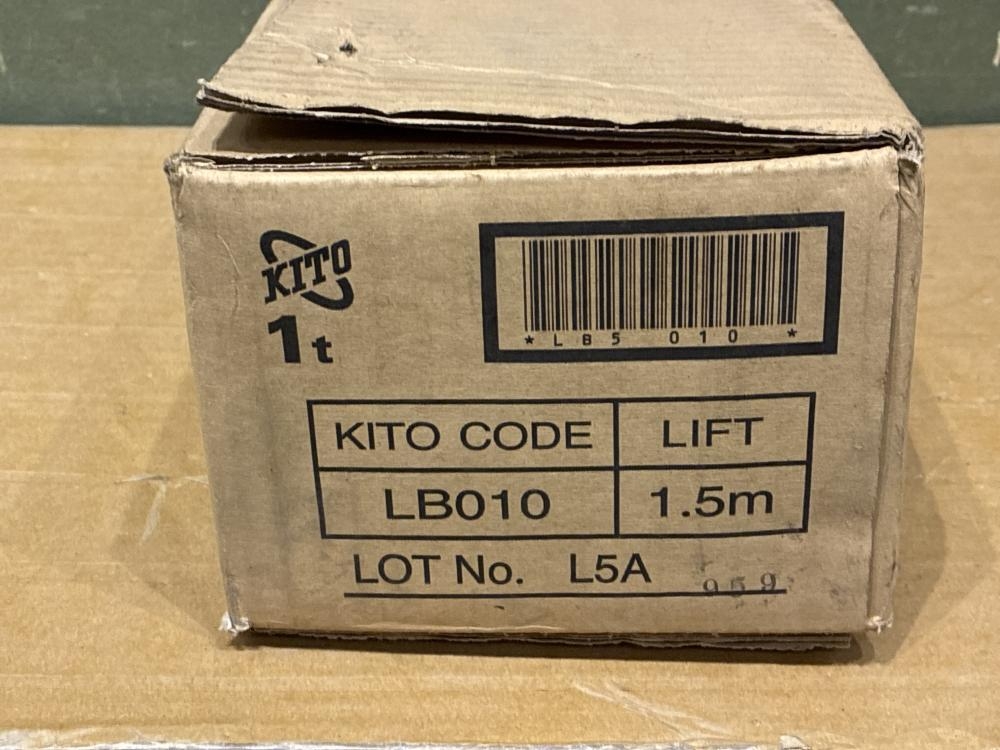 KITO
1t
*LB5 010 *
KITO CODE LIFT
LB010 1.5m
LOT No. L5A 959